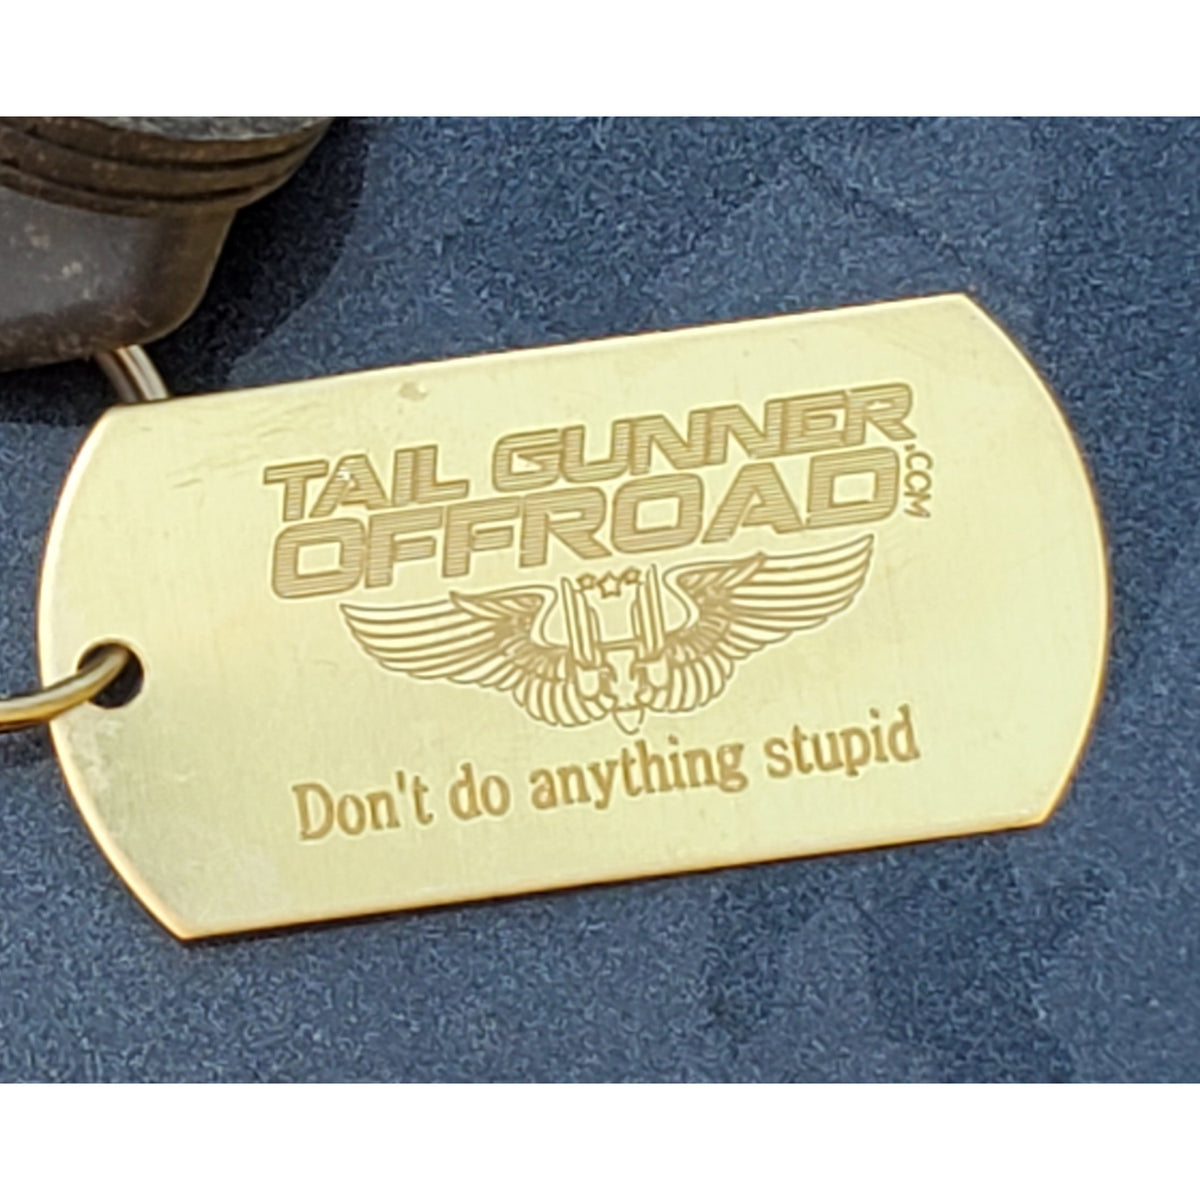 TAIL GUNNER
OFFROAD
.COM
Don't do anything stupid